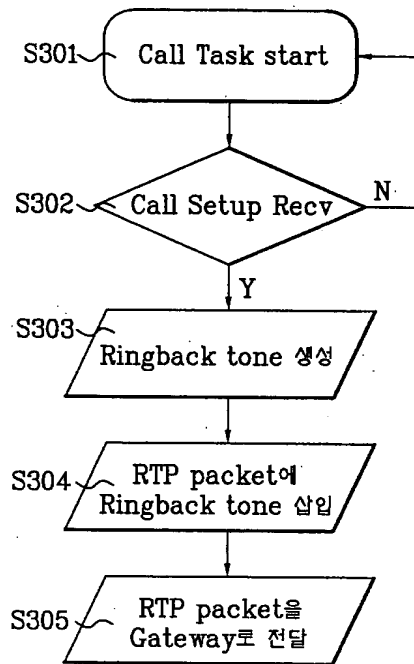 S301
Call Task start
S302
Call Setup Recv
N
Y
S303
Ringback tone 생성
S304
RTP packet에
Ringback tone 삽입
S305
RTP packet을
Gateway로 전달